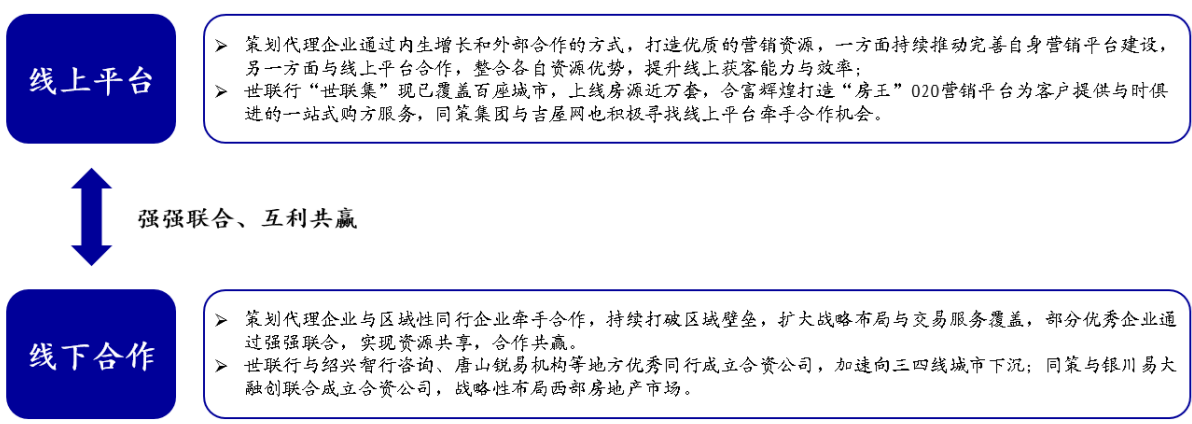 线上平台
➢ 策划代理企业通过内生增长和外部合作的方式，打造优质的营销资源，一方面持续推动完善自身营销平台建设，
另一方面与线上平台合作，整合各自资源优势，提升线上获客能力与效率；
➢ 世联行“世联集”现已覆盖百座城市，上线房源近万套，合富辉煌打造“房王”O2O营销平台为客户提供与时俱
进的一站式购方服务，同策集团与吉屋网也积极寻找线上平台牵手合作机会。
强强联合、互利共赢
线下合作
➢ 策划代理企业与区域性同行企业牵手合作，持续打破区域壁垒，扩大战略布局与交易服务覆盖，部分优秀企业通
过强强联合，实现资源共享，合作共赢。
➢ 世联行与绍兴智行咨询、唐山锐易机构等地方优秀同行成立合资公司，加速向三四线城市下沉；同策与银川易大
融创联合成立合资公司，战略性布局西部房地产市场。